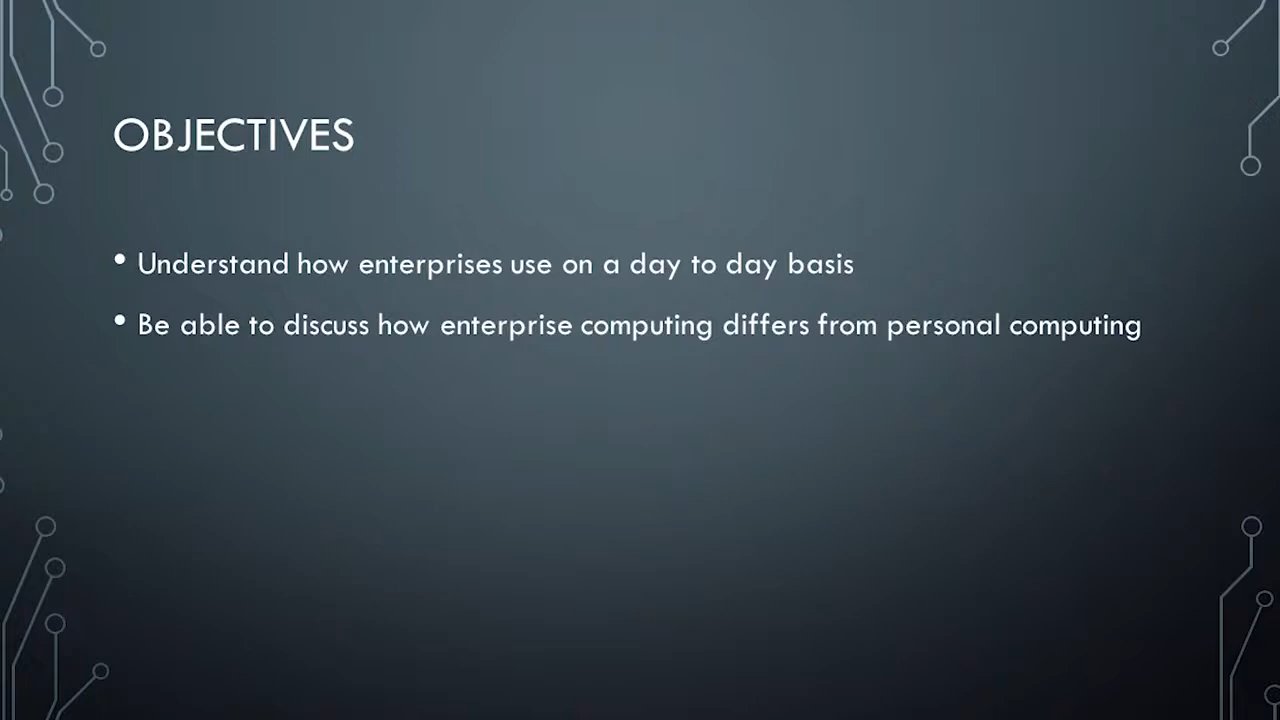 OBJECTIVES
• Understand how enterprises use on a day to day basis
• Be able to discuss how enterprise computing differs from personal computing